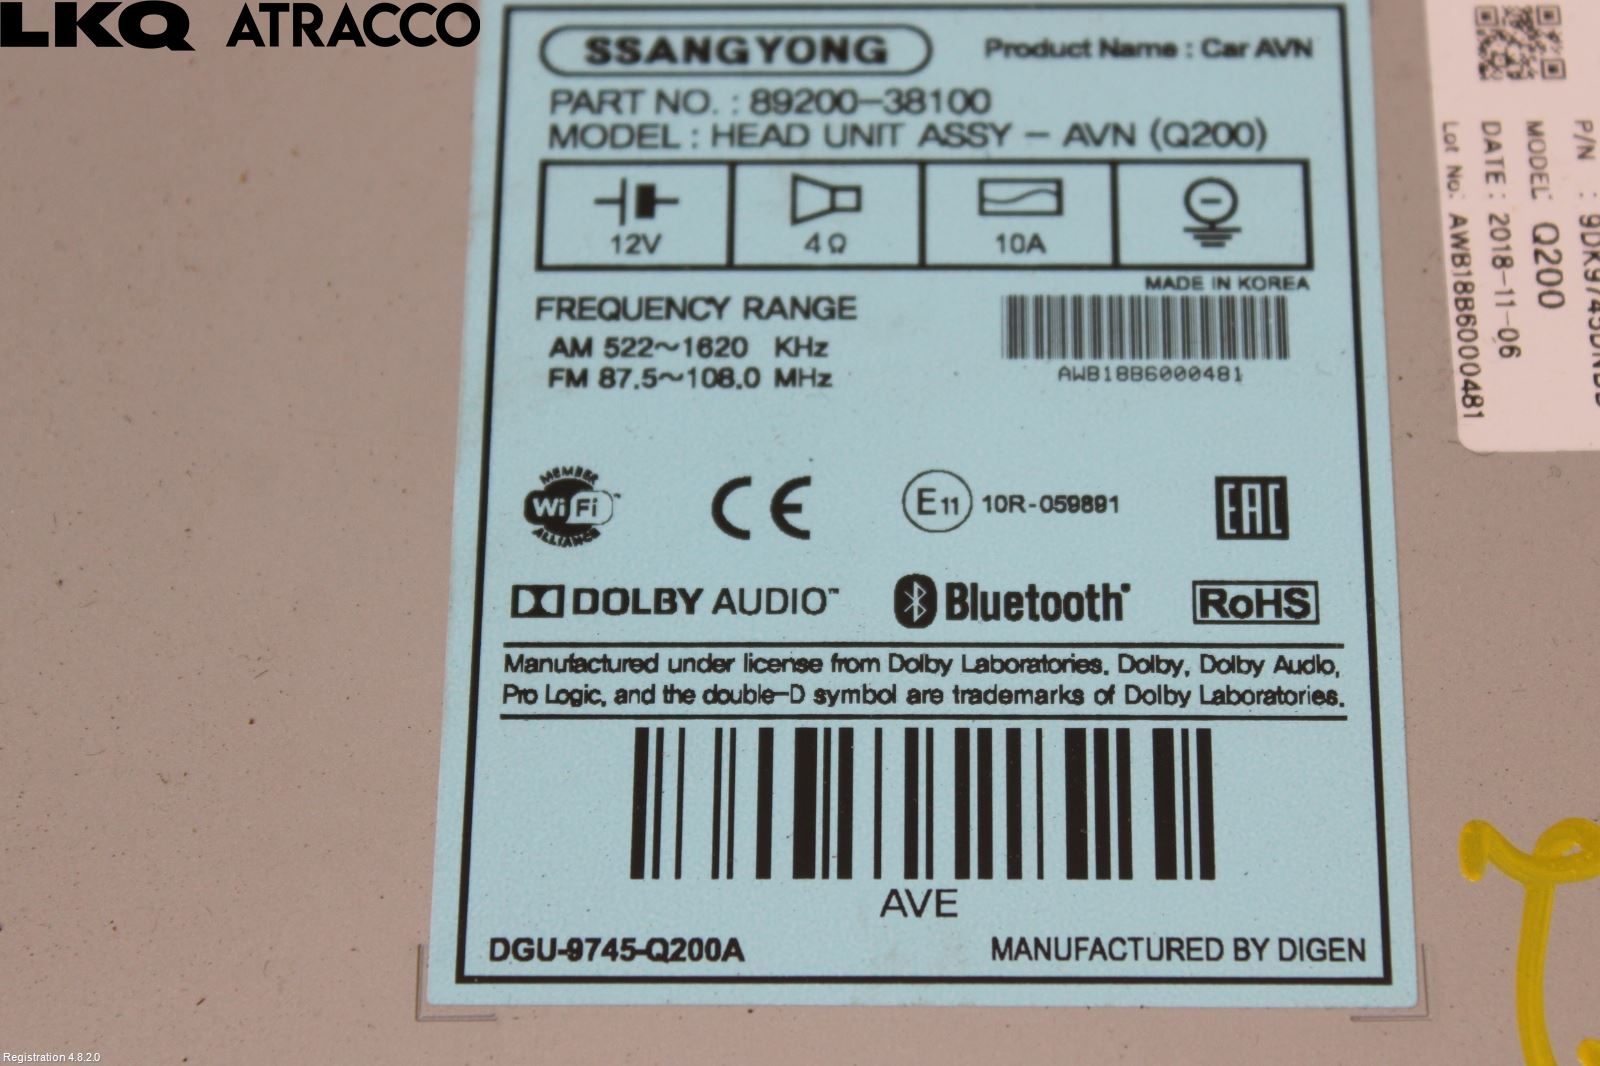 LKQ ATRACCO
SSANGYONG
Product Name : Car AVN
PART NO. : 89200-38100
MODEL : HEAD UNIT ASSY - AVN (Q200)
12V
4Ω
10A
MADE IN KOREA
FREQUENCY RANGE
AM 522~1620 KHz
FM 87.5~108.0 MHz
AWB18B6000481
MEMBER
Wi Fi™
ALLIANCE
CE
E11 10R-059891
EAC
DOLBY AUDIO™
Bluetooth
RoHS
Manufactured under license from Dolby Laboratories. Dolby, Dolby Audio,
Pro Logic, and the double-D symbol are trademarks of Dolby Laboratories.
AVE
DGU-9745-Q200A
MANUFACTURED BY DIGEN
P/N :
MODEL: Q200
DATE : 2018-11-06
Lot No.: AWB18B6000481
Registration 4.8.2.0